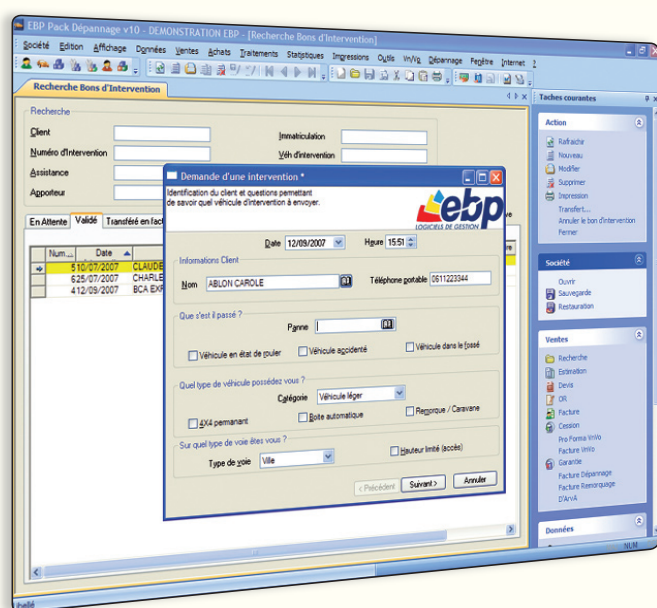 EBP Pack Dépannage v10 - DEMONSTRATION EBP - [Recherche Bons d'Intervention]
Société Edition Affichage Données Ventes Achats Traitements Statistiques Impressions Outils Vn/Vo Dépannage Fenêtre Internet ?
Recherche Bons d'Intervention
Recherche
Client
Immatriculation
Numéro d'Intervention
Véh d'intervention
Assistance
Apporteur
En Attente Validé Transféré en fact
Num... Date
5 10/07/2007 CLAUDE
6 25/07/2007 CHARLE
4 12/09/2007 BCA EXF
Demande d'une intervention *
Identification du client et questions permettant
de savoir quel véhicule d'intervention à envoyer.
ebp
LOGICIELS DE GESTION
Date 12/09/2007 Heure 15:51
Informations Client
Nom ABLON CAROLE Téléphone portable 0611223344
Que s'est il passé ?
Panne
Véhicule en état de rouler Véhicule accidenté Véhicule dans le fossé
Quel type de véhicule possédez vous ?
Catégorie Véhicule léger
4X4 permanant Boite automatique Remorque / Caravane
Sur quel type de voie êtes vous ?
Type de voie Ville Hauteur limité (accès)
< Précédent Suivant > Annuler
Taches courantes
Action
Rafraichir
Nouveau
Modifier
Supprimer
Impression
Transfert...
Annuler le bon d'intervention
Fermer
Société
Ouvrir
Sauvegarde
Restauration
Ventes
Recherche
Estimation
Devis
OR
Facture
Cession
Pro Forma VnVo
Facture VnVo
Garantie
Facture Dépannage
Facture Remorquage
D'ArvA
Données
NUM